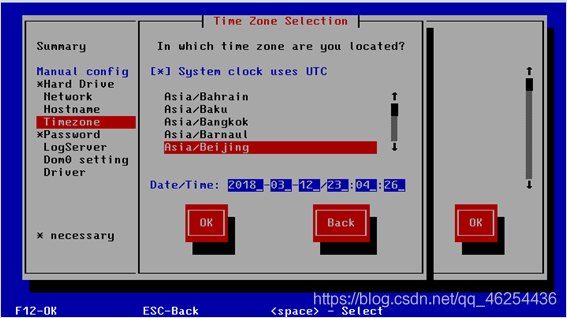 Time Zone Selection
Summary
In which time zone are you located?
Manual config
[*] System clock uses UTC
*Hard Drive
Network
Hostname
Timezone
*Password
LogServer
Dom0 setting
Driver
Asia/Bahrain
Asia/Baku
Asia/Bangkok
Asia/Barnaul
Asia/Beijing
Date/Time: 2018_-03_-12_/23_:04_:26_
OK
Back
OK
* necessary
F12-OK
ESC-Back
<space> - Select
https://blog.csdn.net/qq_46254436